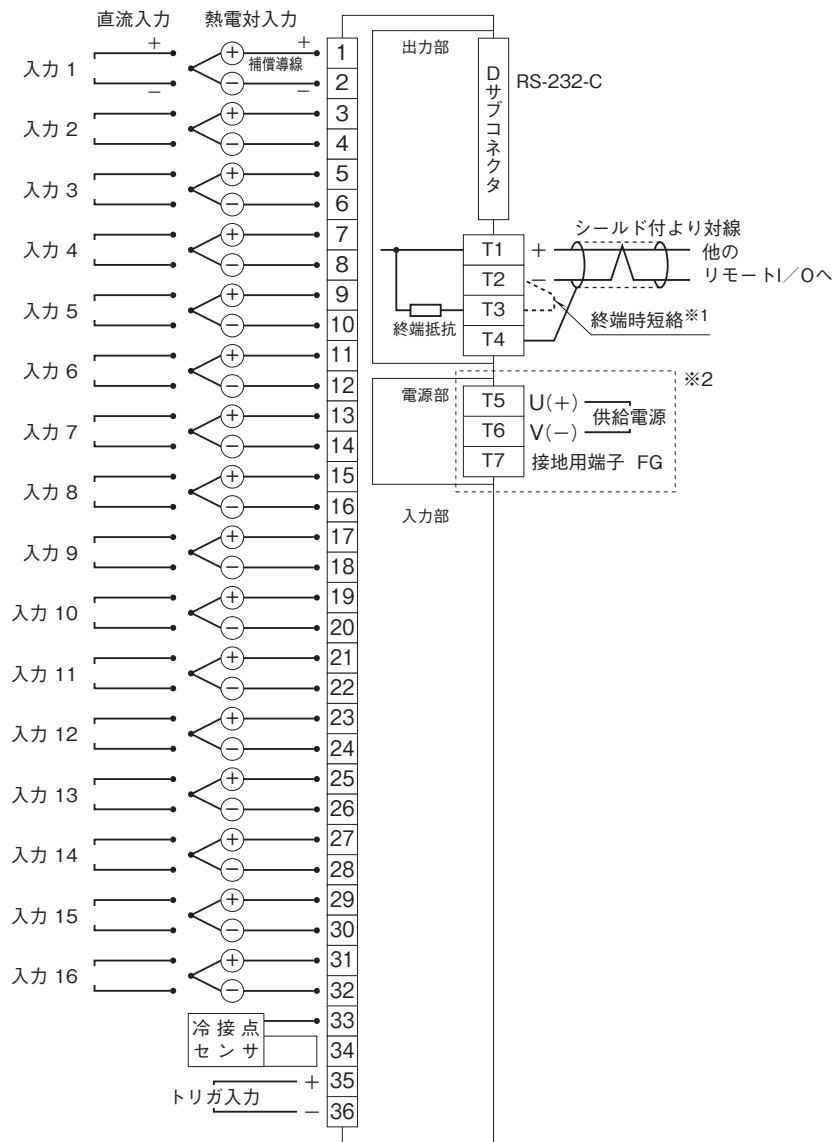 直流入力 熱電対入力
入力 1 + − + 補償導線 + − − 1 2
入力 2 + − 3 4
入力 3 + − 5 6
入力 4 + − 7 8
入力 5 + − 9 10
入力 6 + − 11 12
入力 7 + − 13 14
入力 8 + − 15 16
入力 9 + − 17 18
入力 10 + − 19 20
入力 11 + − 21 22
入力 12 + − 23 24
入力 13 + − 25 26
入力 14 + − 27 28
入力 15 + − 29 30
入力 16 + − 31 32
冷接点
センサ
33
34
トリガ入力 + 35
− 36
出力部
Dサブコネクタ
RS-232-C
シールド付より対線
T1 +
T2 −
T3
T4
他の
リモートI/Oへ
終端抵抗
終端時短絡※1
※2
電源部
T5 U(+)
T6 V(−)
供給電源
T7 接地用端子 FG
入力部